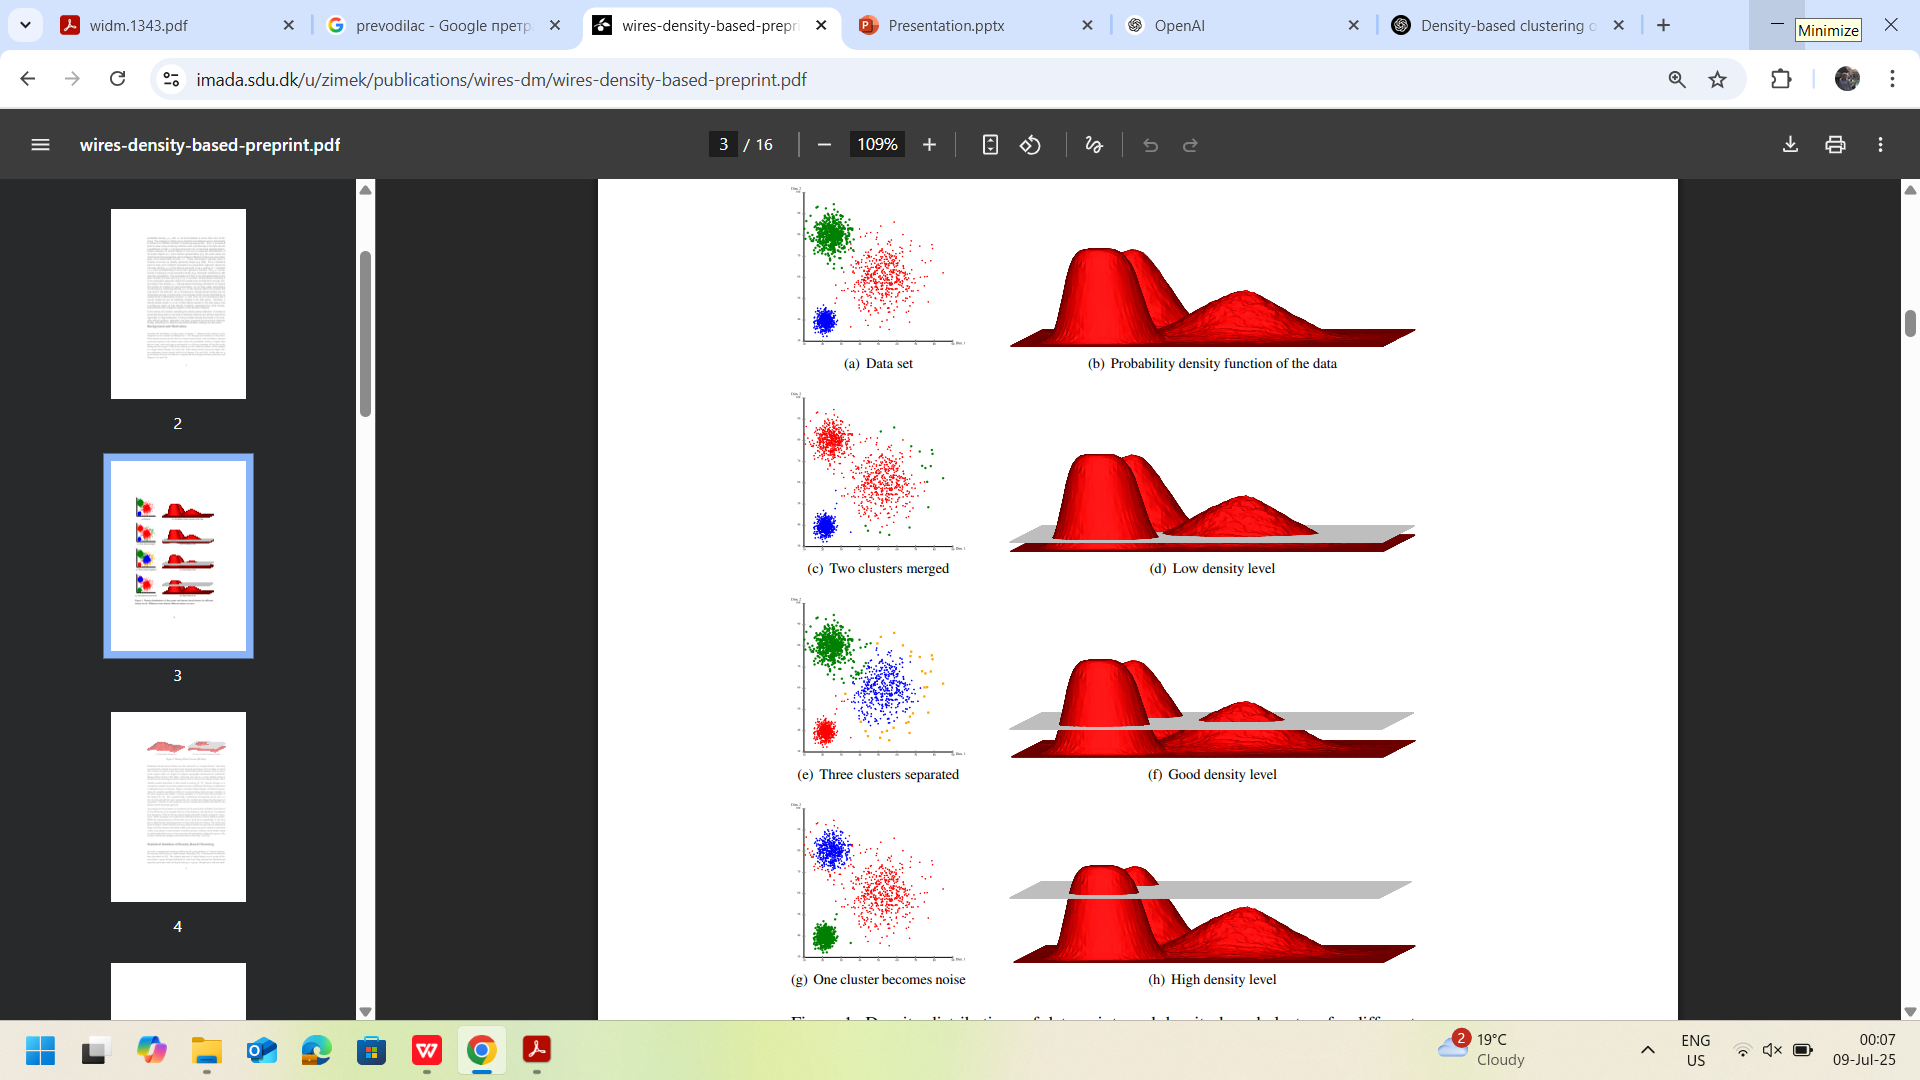 widm.1343.pdf
prevodilac - Google претр
wires-density-based-prepri
Presentation.pptx
OpenAI
Density-based clustering o
Minimize
imada.sdu.dk/u/zimek/publications/wires-dm/wires-density-based-preprint.pdf
wires-density-based-preprint.pdf
3 / 16
109%
2
3
4
(a) Data set
(b) Probability density function of the data
(c) Two clusters merged
(d) Low density level
(e) Three clusters separated
(f) Good density level
(g) One cluster becomes noise
(h) High density level
2
19°C
Cloudy
ENG
US
00:07
09-Jul-25